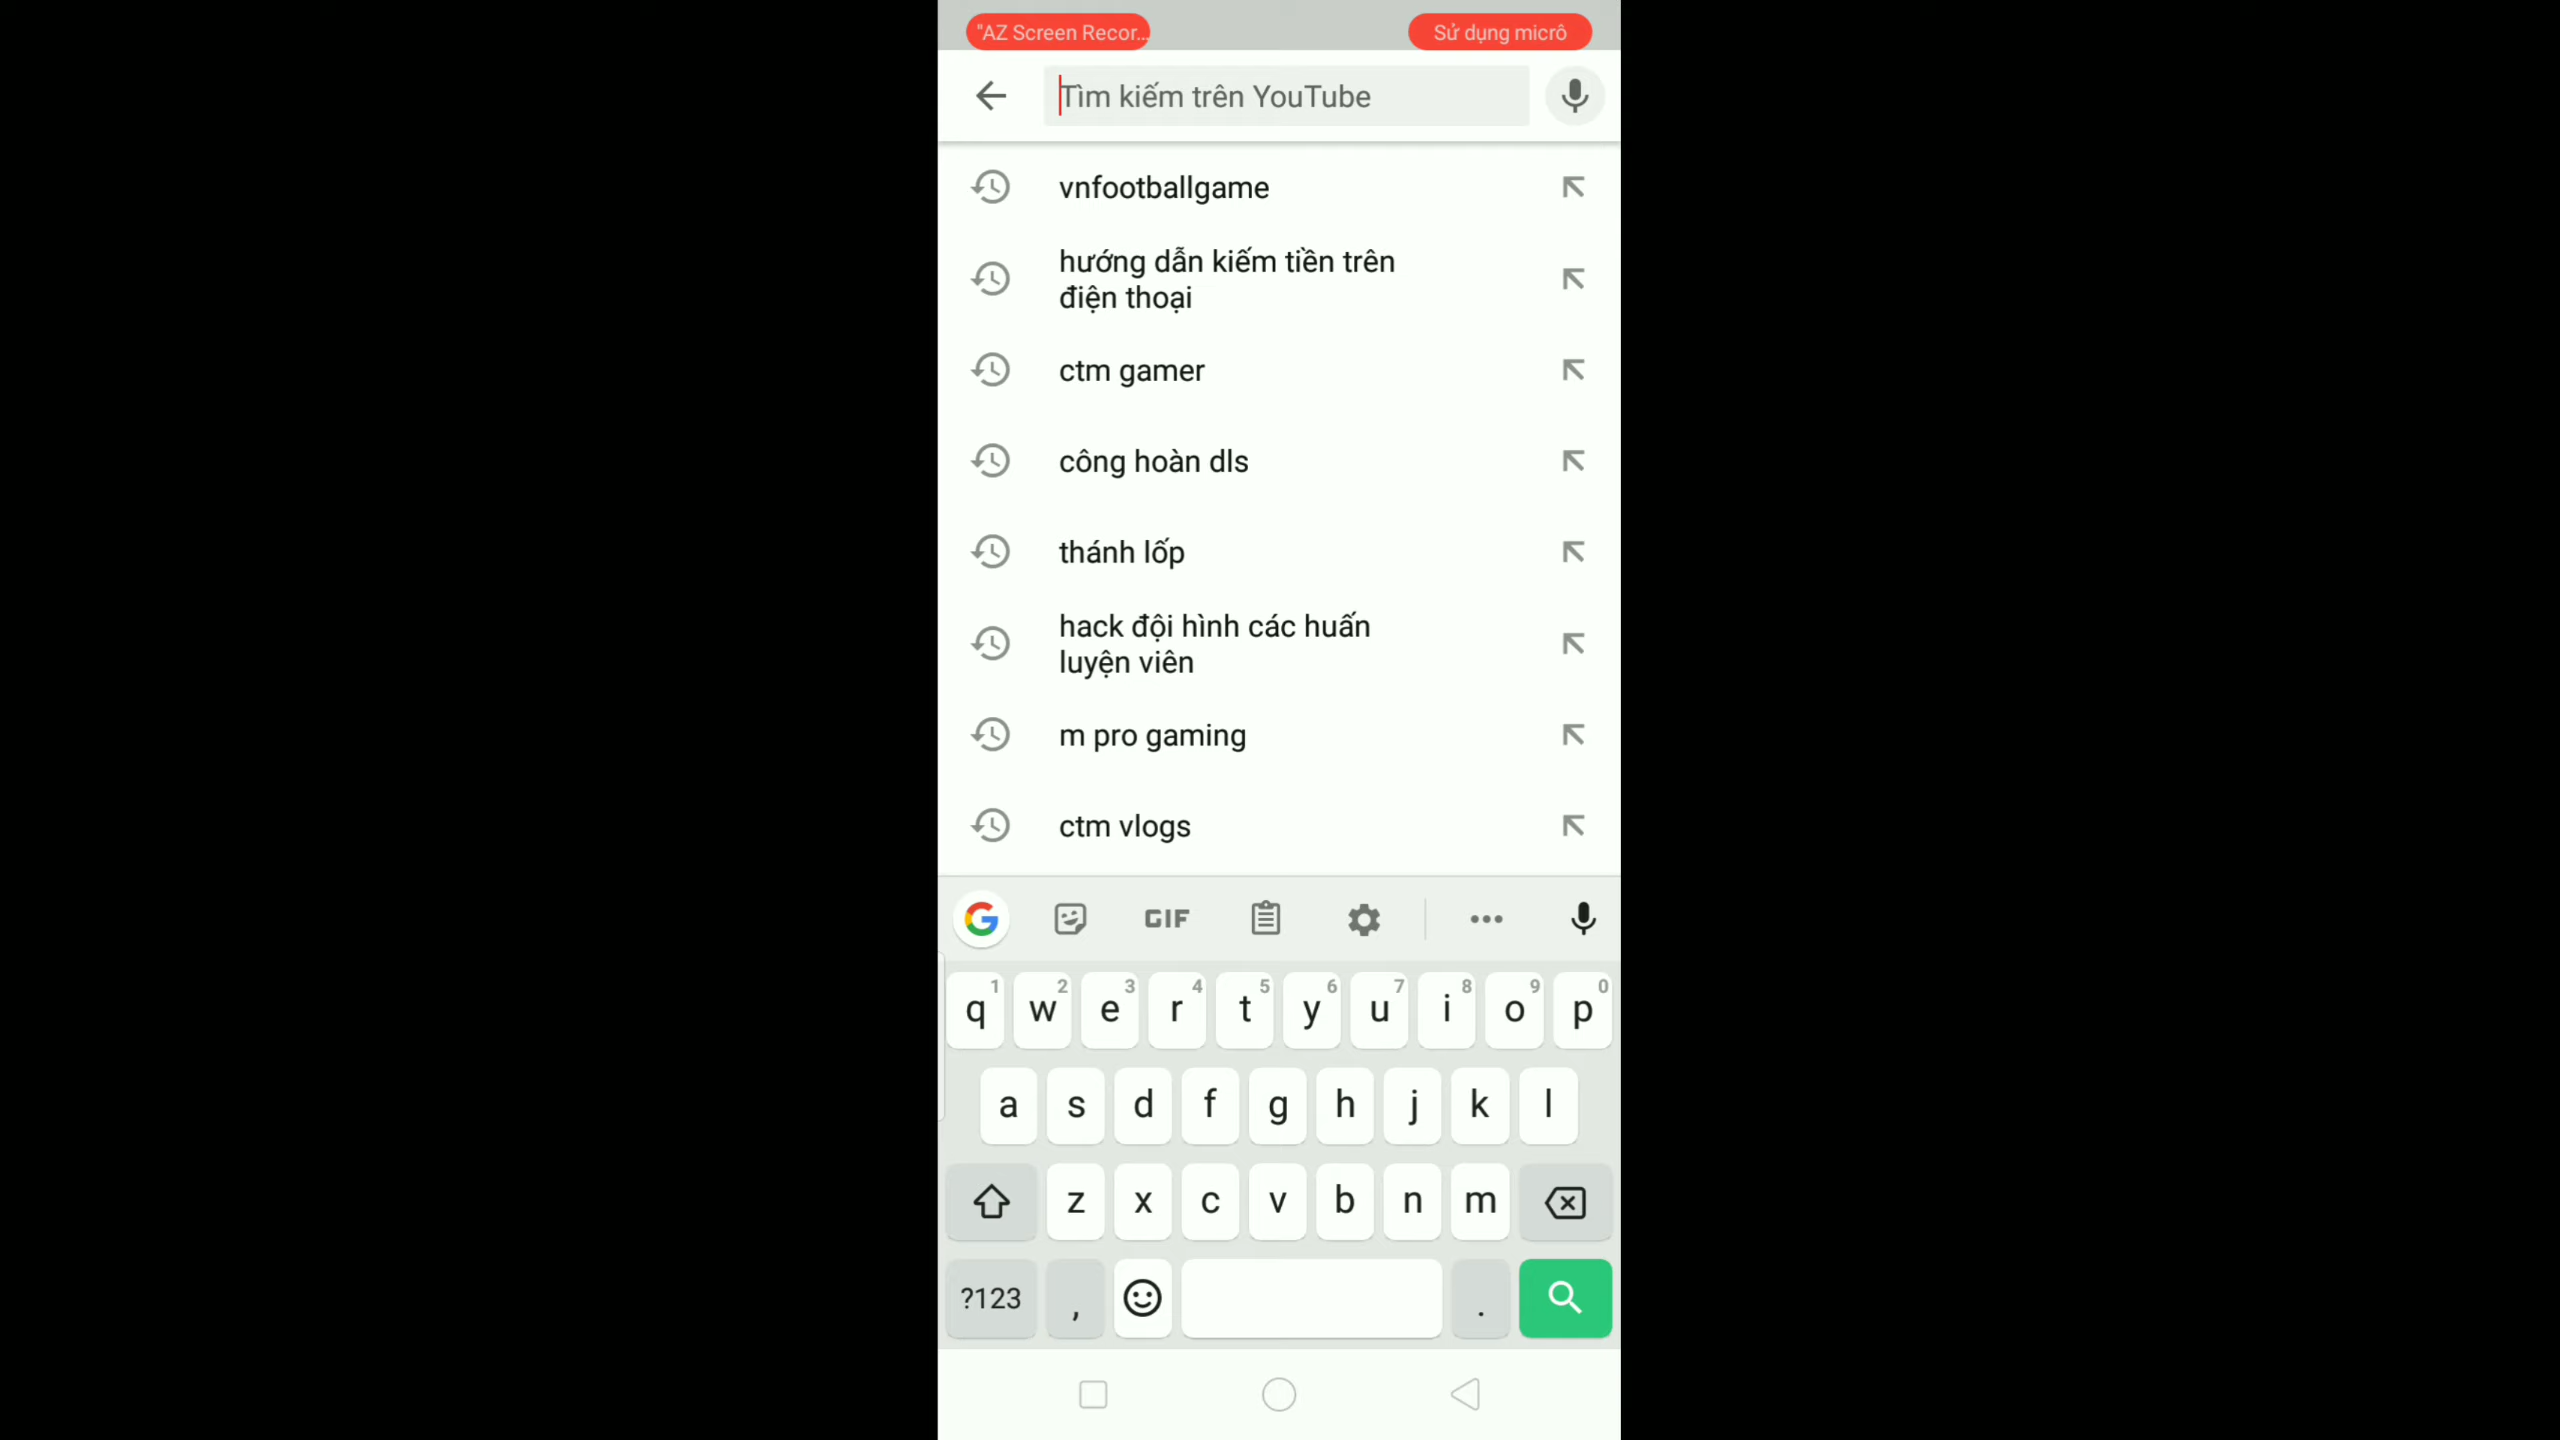 "AZ Screen Recor...
Sử dụng micrô
Tìm kiếm trên YouTube
vnfootballgame
hướng dẫn kiếm tiền trên
điện thoại
ctm gamer
công hoàn dls
thánh lốp
hack đội hình các huấn
luyện viên
m pro gaming
ctm vlogs
GIF
1 2 3 4 5 6 7 8 9 0
q w e r t y u i o p
a s d f g h j k l
z x c v b n m
?123 , .